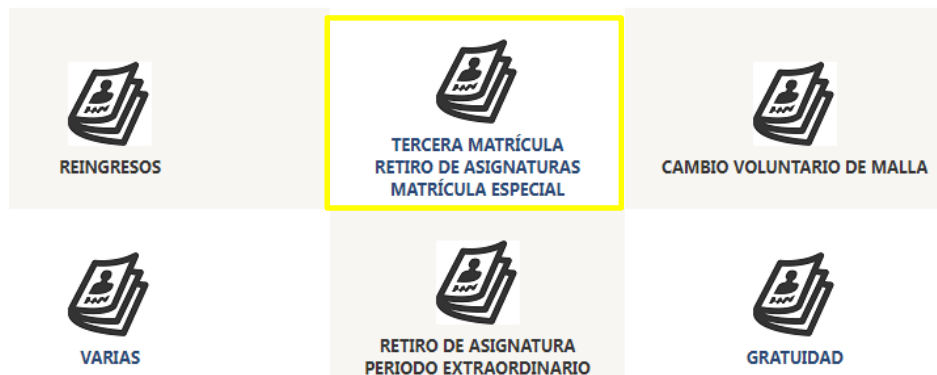 REINGRESOS
TERCERA MATRÍCULA
RETIRO DE ASIGNATURAS
MATRÍCULA ESPECIAL
CAMBIO VOLUNTARIO DE MALLA
VARIAS
RETIRO DE ASIGNATURA
PERIODO EXTRAORDINARIO
GRATUIDAD